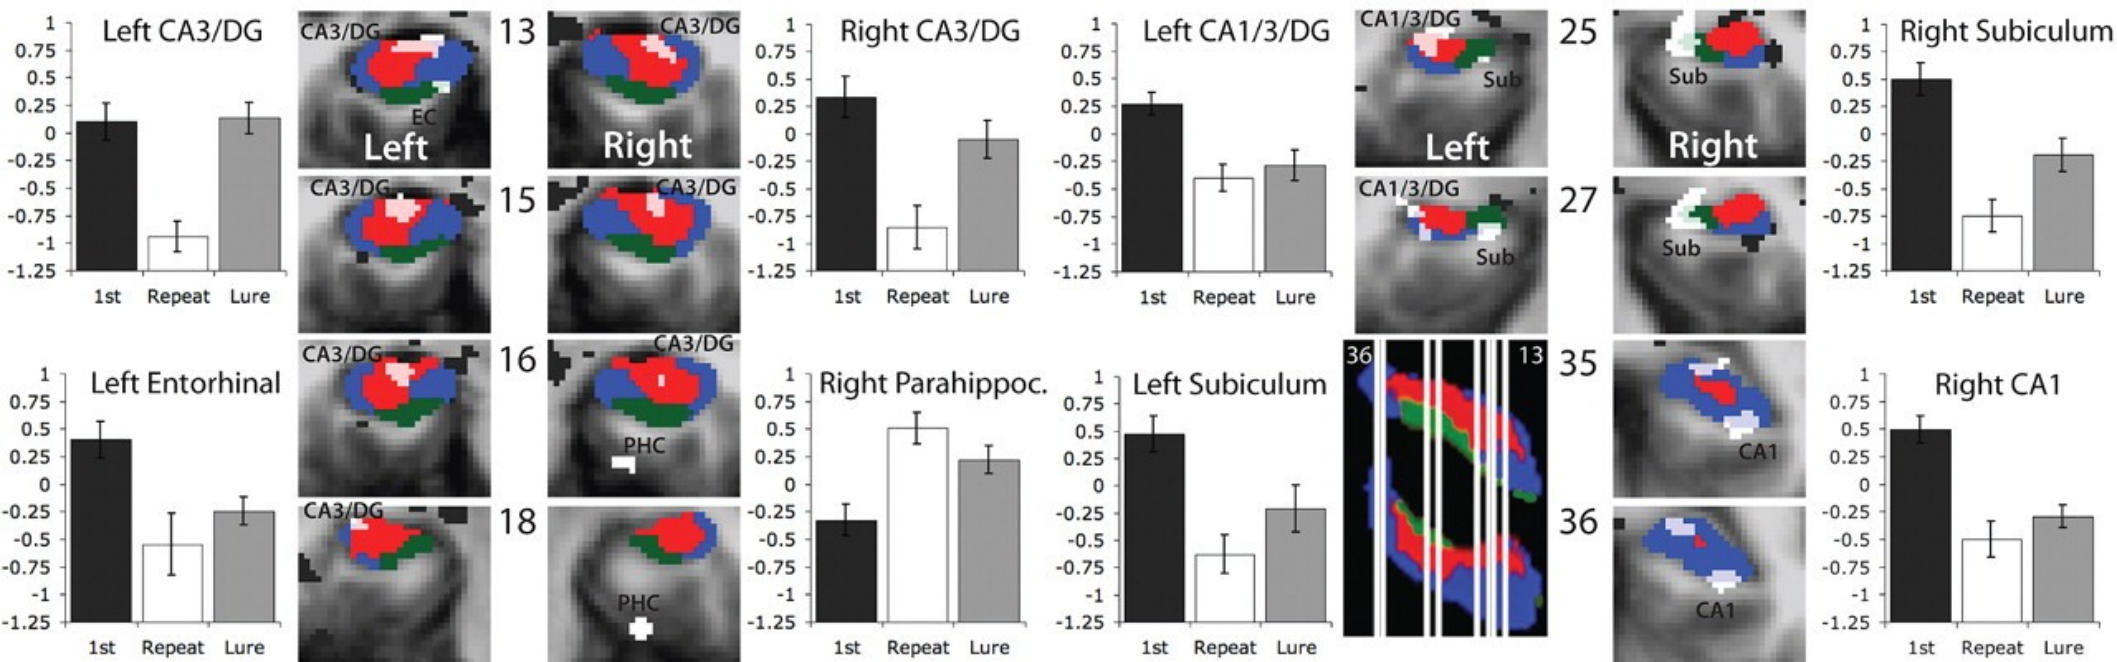 Left CA3/DG
1
0.75
0.5
0.25
0
-0.25
-0.5
-0.75
-1
-1.25
1st Repeat Lure
CA3/DG
EC
Left
13
CA3/DG
Right
CA3/DG
15
CA3/DG
CA3/DG
16
CA3/DG
PHC
CA3/DG
18
PHC
Right CA3/DG
1
0.75
0.5
0.25
0
-0.25
-0.5
-0.75
-1
-1.25
1st Repeat Lure
Left CA1/3/DG
1
0.75
0.5
0.25
0
-0.25
-0.5
-0.75
-1
-1.25
1st Repeat Lure
CA1/3/DG
Sub
Left
25
Sub
Right
CA1/3/DG
Sub
27
Sub
Right Subiculum
1
0.75
0.5
0.25
0
-0.25
-0.5
-0.75
-1
-1.25
1st Repeat Lure
Left Entorhinal
1
0.75
0.5
0.25
0
-0.25
-0.5
-0.75
-1
-1.25
1st Repeat Lure
Right Parahippoc.
1
0.75
0.5
0.25
0
-0.25
-0.5
-0.75
-1
-1.25
1st Repeat Lure
Left Subiculum
1
0.75
0.5
0.25
0
-0.25
-0.5
-0.75
-1
-1.25
1st Repeat Lure
36 13
35
CA1
36
CA1
Right CA1
1
0.75
0.5
0.25
0
-0.25
-0.5
-0.75
-1
-1.25
1st Repeat Lure